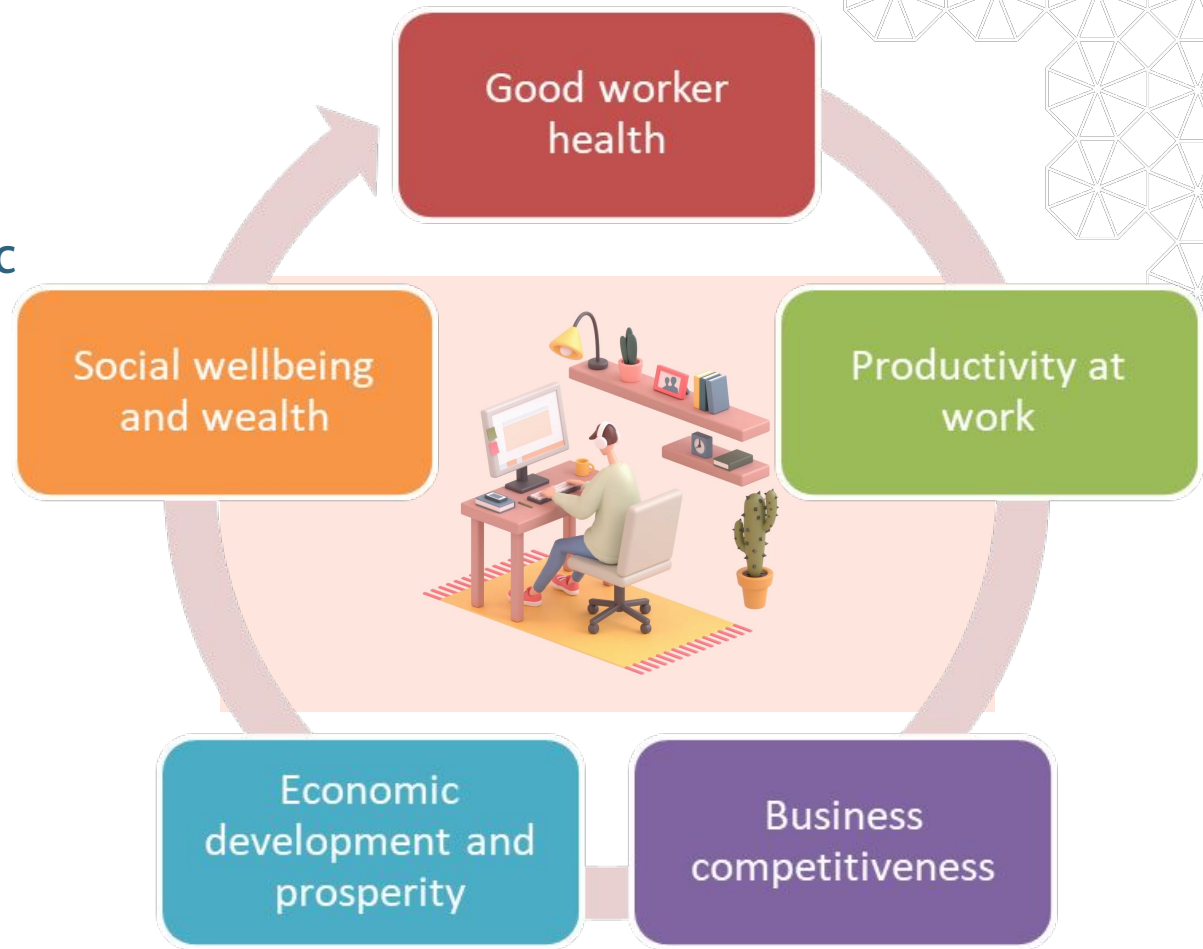 Good worker
health
c
Social wellbeing
and wealth
Productivity at
work
Economic
development and
prosperity
Business
competitiveness